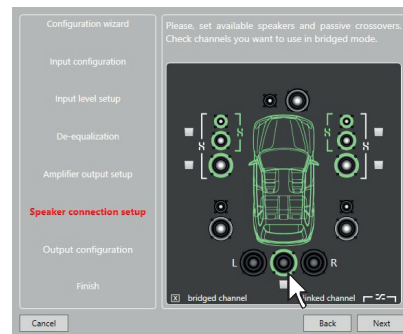 Configuration wizard
Input configuration
Input level setup
De-equalization
Amplifier output setup
Speaker connection setup
Output configuration
Finish
Please, set available speakers and passive crossovers.
Check channels you want to use in bridged mode.
L R
X bridged channel linked channel
Cancel Back Next